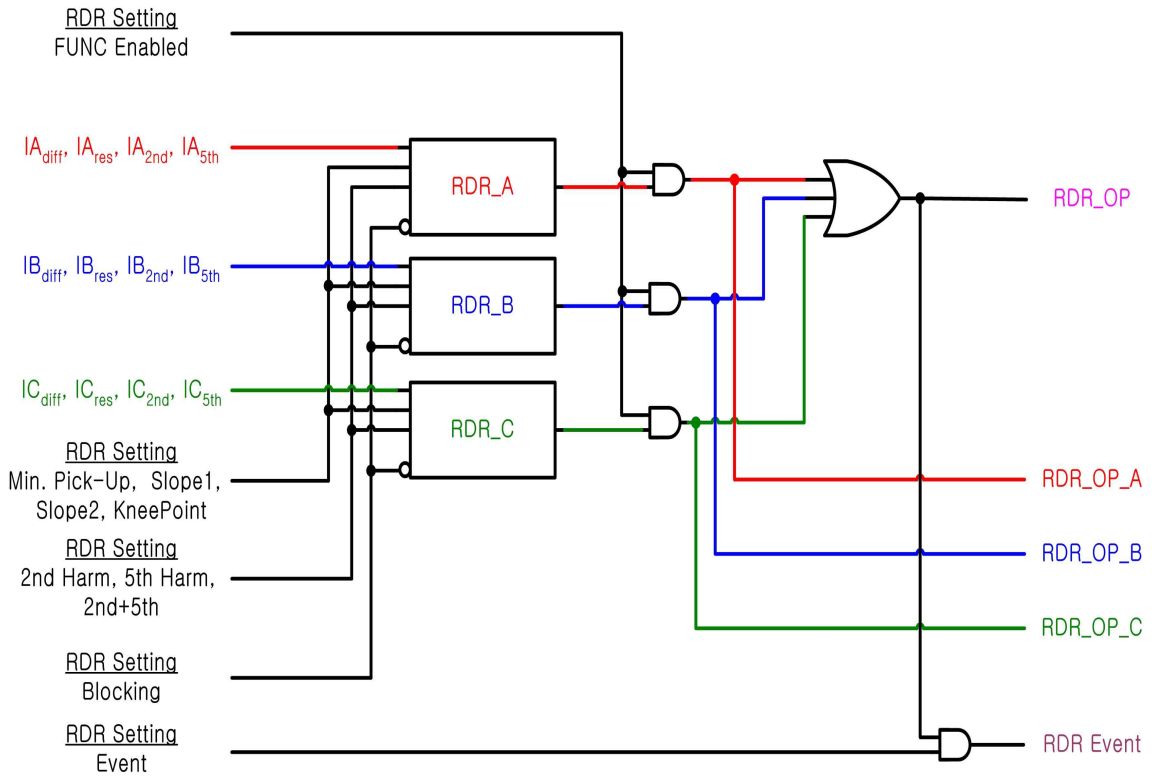 RDR Setting
FUNC Enabled
IAdiff, IAres, IA2nd, IA5th
RDR_A
RDR_OP
IBdiff, IBres, IB2nd, IB5th
RDR_B
ICdiff, ICres, IC2nd, IC5th
RDR_C
RDR Setting
Min. Pick-Up, Slope1,
Slope2, KneePoint
RDR_OP_A
RDR Setting
2nd Harm, 5th Harm,
2nd+5th
RDR_OP_B
RDR_OP_C
RDR Setting
Blocking
RDR Setting
Event
RDR Event